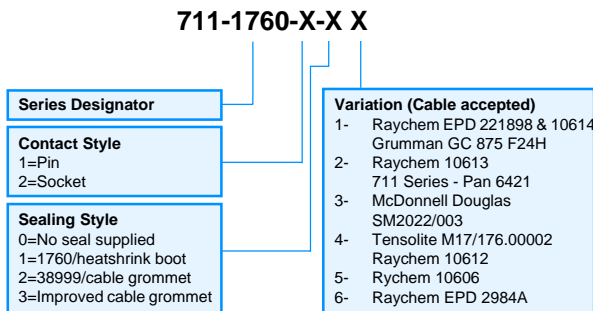 711-1760-X-X X
Series Designator
Contact Style
1=Pin
2=Socket
Sealing Style
0=No seal supplied
1=1760/heatshrink boot
2=38999/cable grommet
3=Improved cable grommet
Variation (Cable accepted)
1- Raychem EPD 221898 & 10614
Grumman GC 875 F24H
2- Raychem 10613
711 Series - Pan 6421
3- McDonnell Douglas
SM2022/003
4- Tensolite M17/176.00002
Raychem 10612
5- Rychem 10606
6- Raychem EPD 2984A